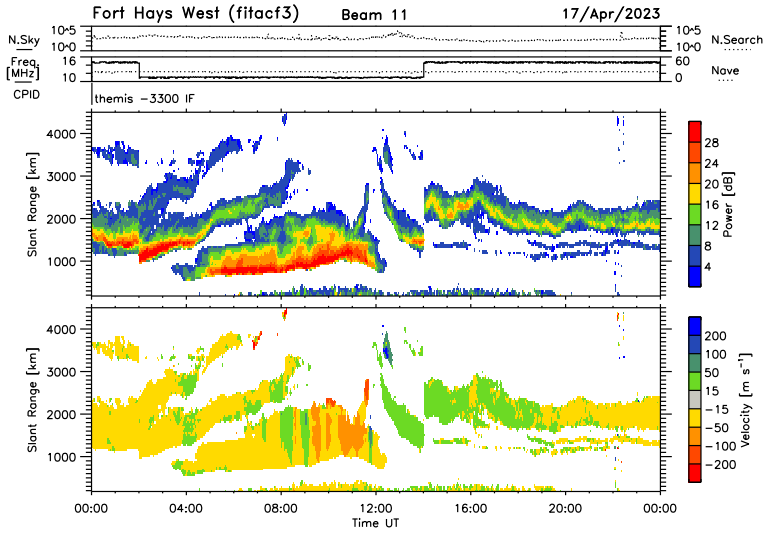 Fort Hays West (fitacf3) Beam 11 17/Apr/2023
N.Sky 10^5 10^0 10^5 10^0 N.Search
Freq. [MHz] 16 10 60 0 Nave
CPID themis -3300 IF
Slant Range [km] 4000 3000 2000 1000
Power [dB] 28 24 20 16 12 8 4
Slant Range [km] 4000 3000 2000 1000
Velocity [m s⁻¹] 200 100 50 15 -15 -50 -100 -200
00:00 04:00 08:00 12:00 16:00 20:00 00:00
Time UT